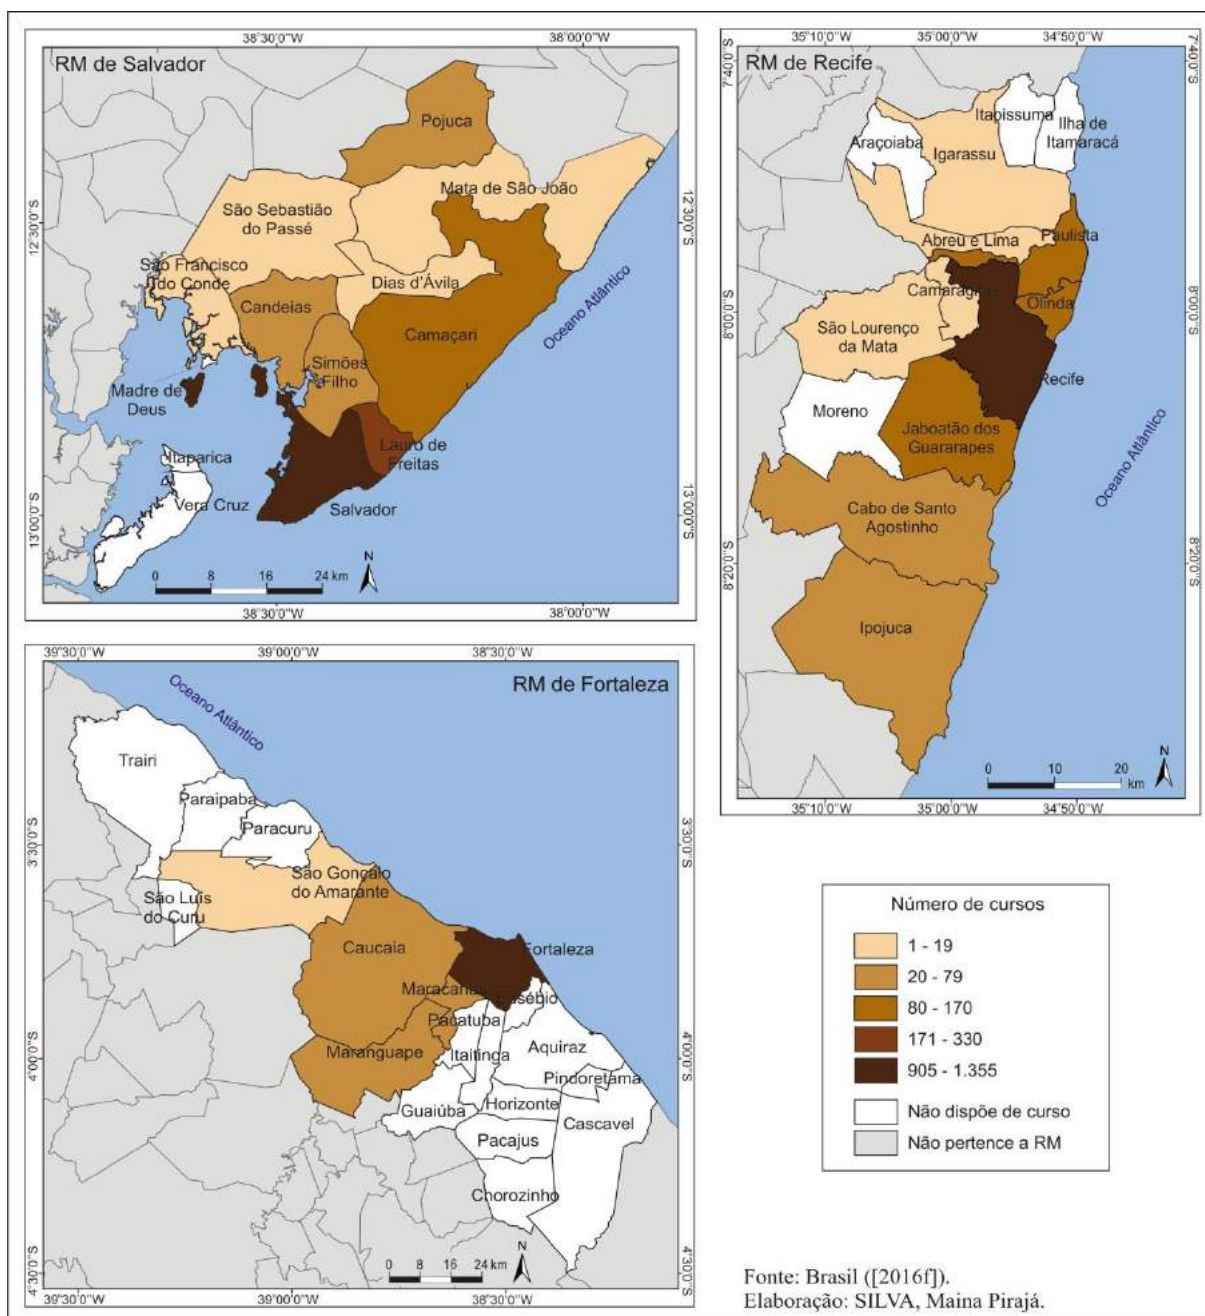 38°30'0"W
38°00'0"W
RM de Salvador
Pojuca
Mata de São João
São Sebastião
do Passé
12°30'0"S
12°30'0"S
São Francisco
do Conde
Dias d'Ávila
Candeias
Camaçari
Oceano Atlântico
Simões
Filho
Madre de
Deus
Lauro de
Freitas
Itaparica
Vera Cruz
Salvador
13°00'0"S
13°00'0"S
N
0 8 16 24 km
38°30'0"W
38°00'0"W
35°10'0"W
35°00'0"W
34°50'0"W
7°40'0"S
7°40'0"S
RM de Recife
Itapissuma
Ilha de
Itamaracá
Araçoiaba
Igarassu
Abreu e Lima
Paulista
Olinda
8°00'0"S
8°00'0"S
São Lourenço
da Mata
Recife
Moreno
Jaboatão dos
Guararapes
Oceano Atlântico
Cabo de Santo
Agostinho
8°20'0"S
8°20'0"S
Ipojuca
N
0 10 20
km
35°10'0"W
35°00'0"W
34°50'0"W
39°30'0"W
39°00'0"W
38°30'0"W
Oceano Atlântico
RM de Fortaleza
Trairi
Paraipaba
Paracuru
3°30'0"S
3°30'0"S
São Gonçalo
do Amarante
São Luís
do Curu
Caucaia
Fortaleza
Maracanaú
Eusébio
Pacatuba
Maranguape
Itaitinga
Aquiraz
4°00'0"S
4°00'0"S
Pindoretama
Guaiúba
Horizonte
Cascavel
Pacajus
Chorozinho
N
0 4 8 16 24 km
4°30'0"S
4°30'0"S
39°30'0"W
39°00'0"W
38°30'0"W
Número de cursos
1 - 19
20 - 79
80 - 170
171 - 330
905 - 1.355
Não dispõe de curso
Não pertence a RM
Fonte: Brasil ([2016f]).
Elaboração: SILVA, Maina Pirajá.